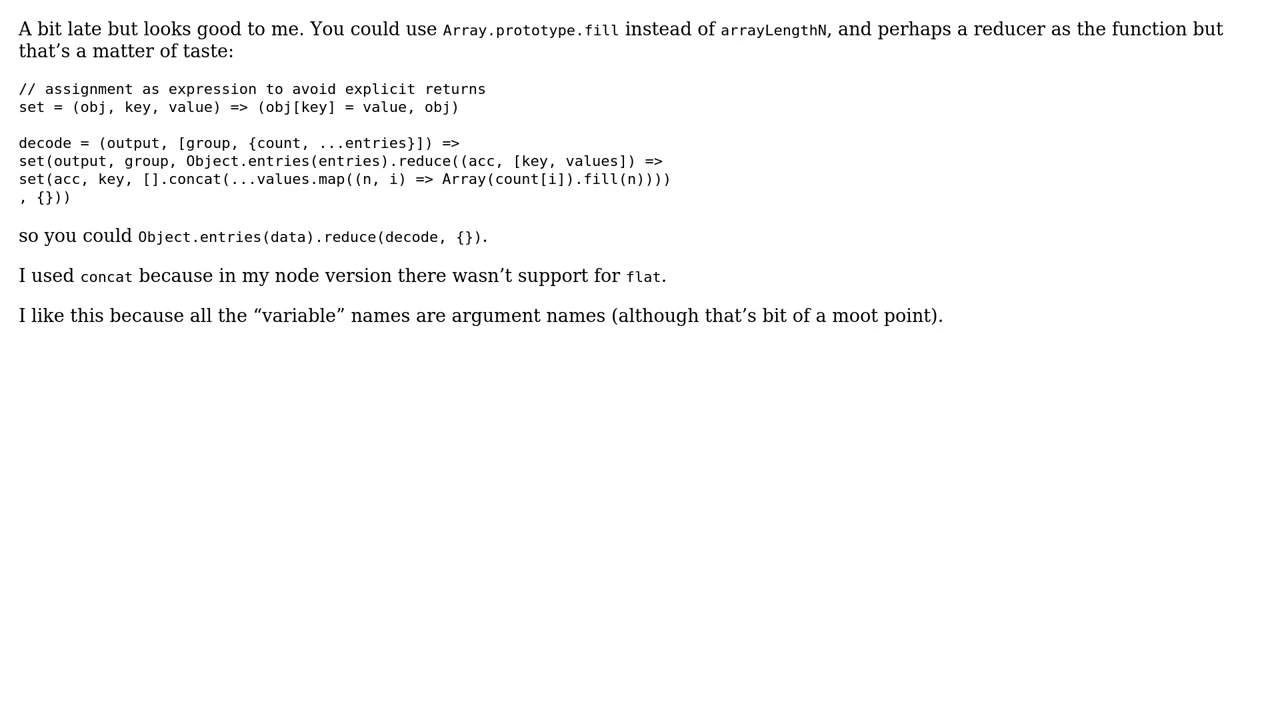 A bit late but looks good to me. You could use Array.prototype.fill instead of arrayLengthN, and perhaps a reducer as the function but
that’s a matter of taste:
// assignment as expression to avoid explicit returns
set = (obj, key, value) => (obj[key] = value, obj)
decode = (output, [group, {count, ...entries}]) =>
set(output, group, Object.entries(entries).reduce((acc, [key, values]) =>
set(acc, key, [].concat(...values.map((n, i) => Array(count[i]).fill(n))))
, {}))
so you could Object.entries(data).reduce(decode, {}).
I used concat because in my node version there wasn’t support for flat.
I like this because all the “variable” names are argument names (although that’s bit of a moot point).